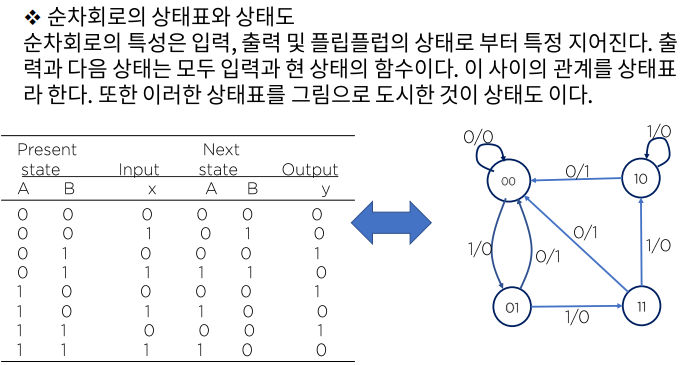 ❖ 순차회로의 상태표와 상태도
순차회로의 특성은 입력, 출력 및 플립플럽의 상태로 부터 특정 지어진다. 출
력과 다음 상태는 모두 입력과 현 상태의 함수이다. 이 사이의 관계를 상태표
라 한다. 또한 이러한 상태표를 그림으로 도시한 것이 상태도 이다.
Present Next
state Input state Output
A B x A B y
0 0 0 0 0 0
0 0 1 0 1 0
0 1 0 0 0 1
0 1 1 1 1 0
1 0 0 0 0 1
1 0 1 1 0 0
1 1 0 0 0 1
1 1 1 1 0 0
0/0
1/0
00
0/1
10
1/0
0/1
0/1
1/0
01
1/0
11